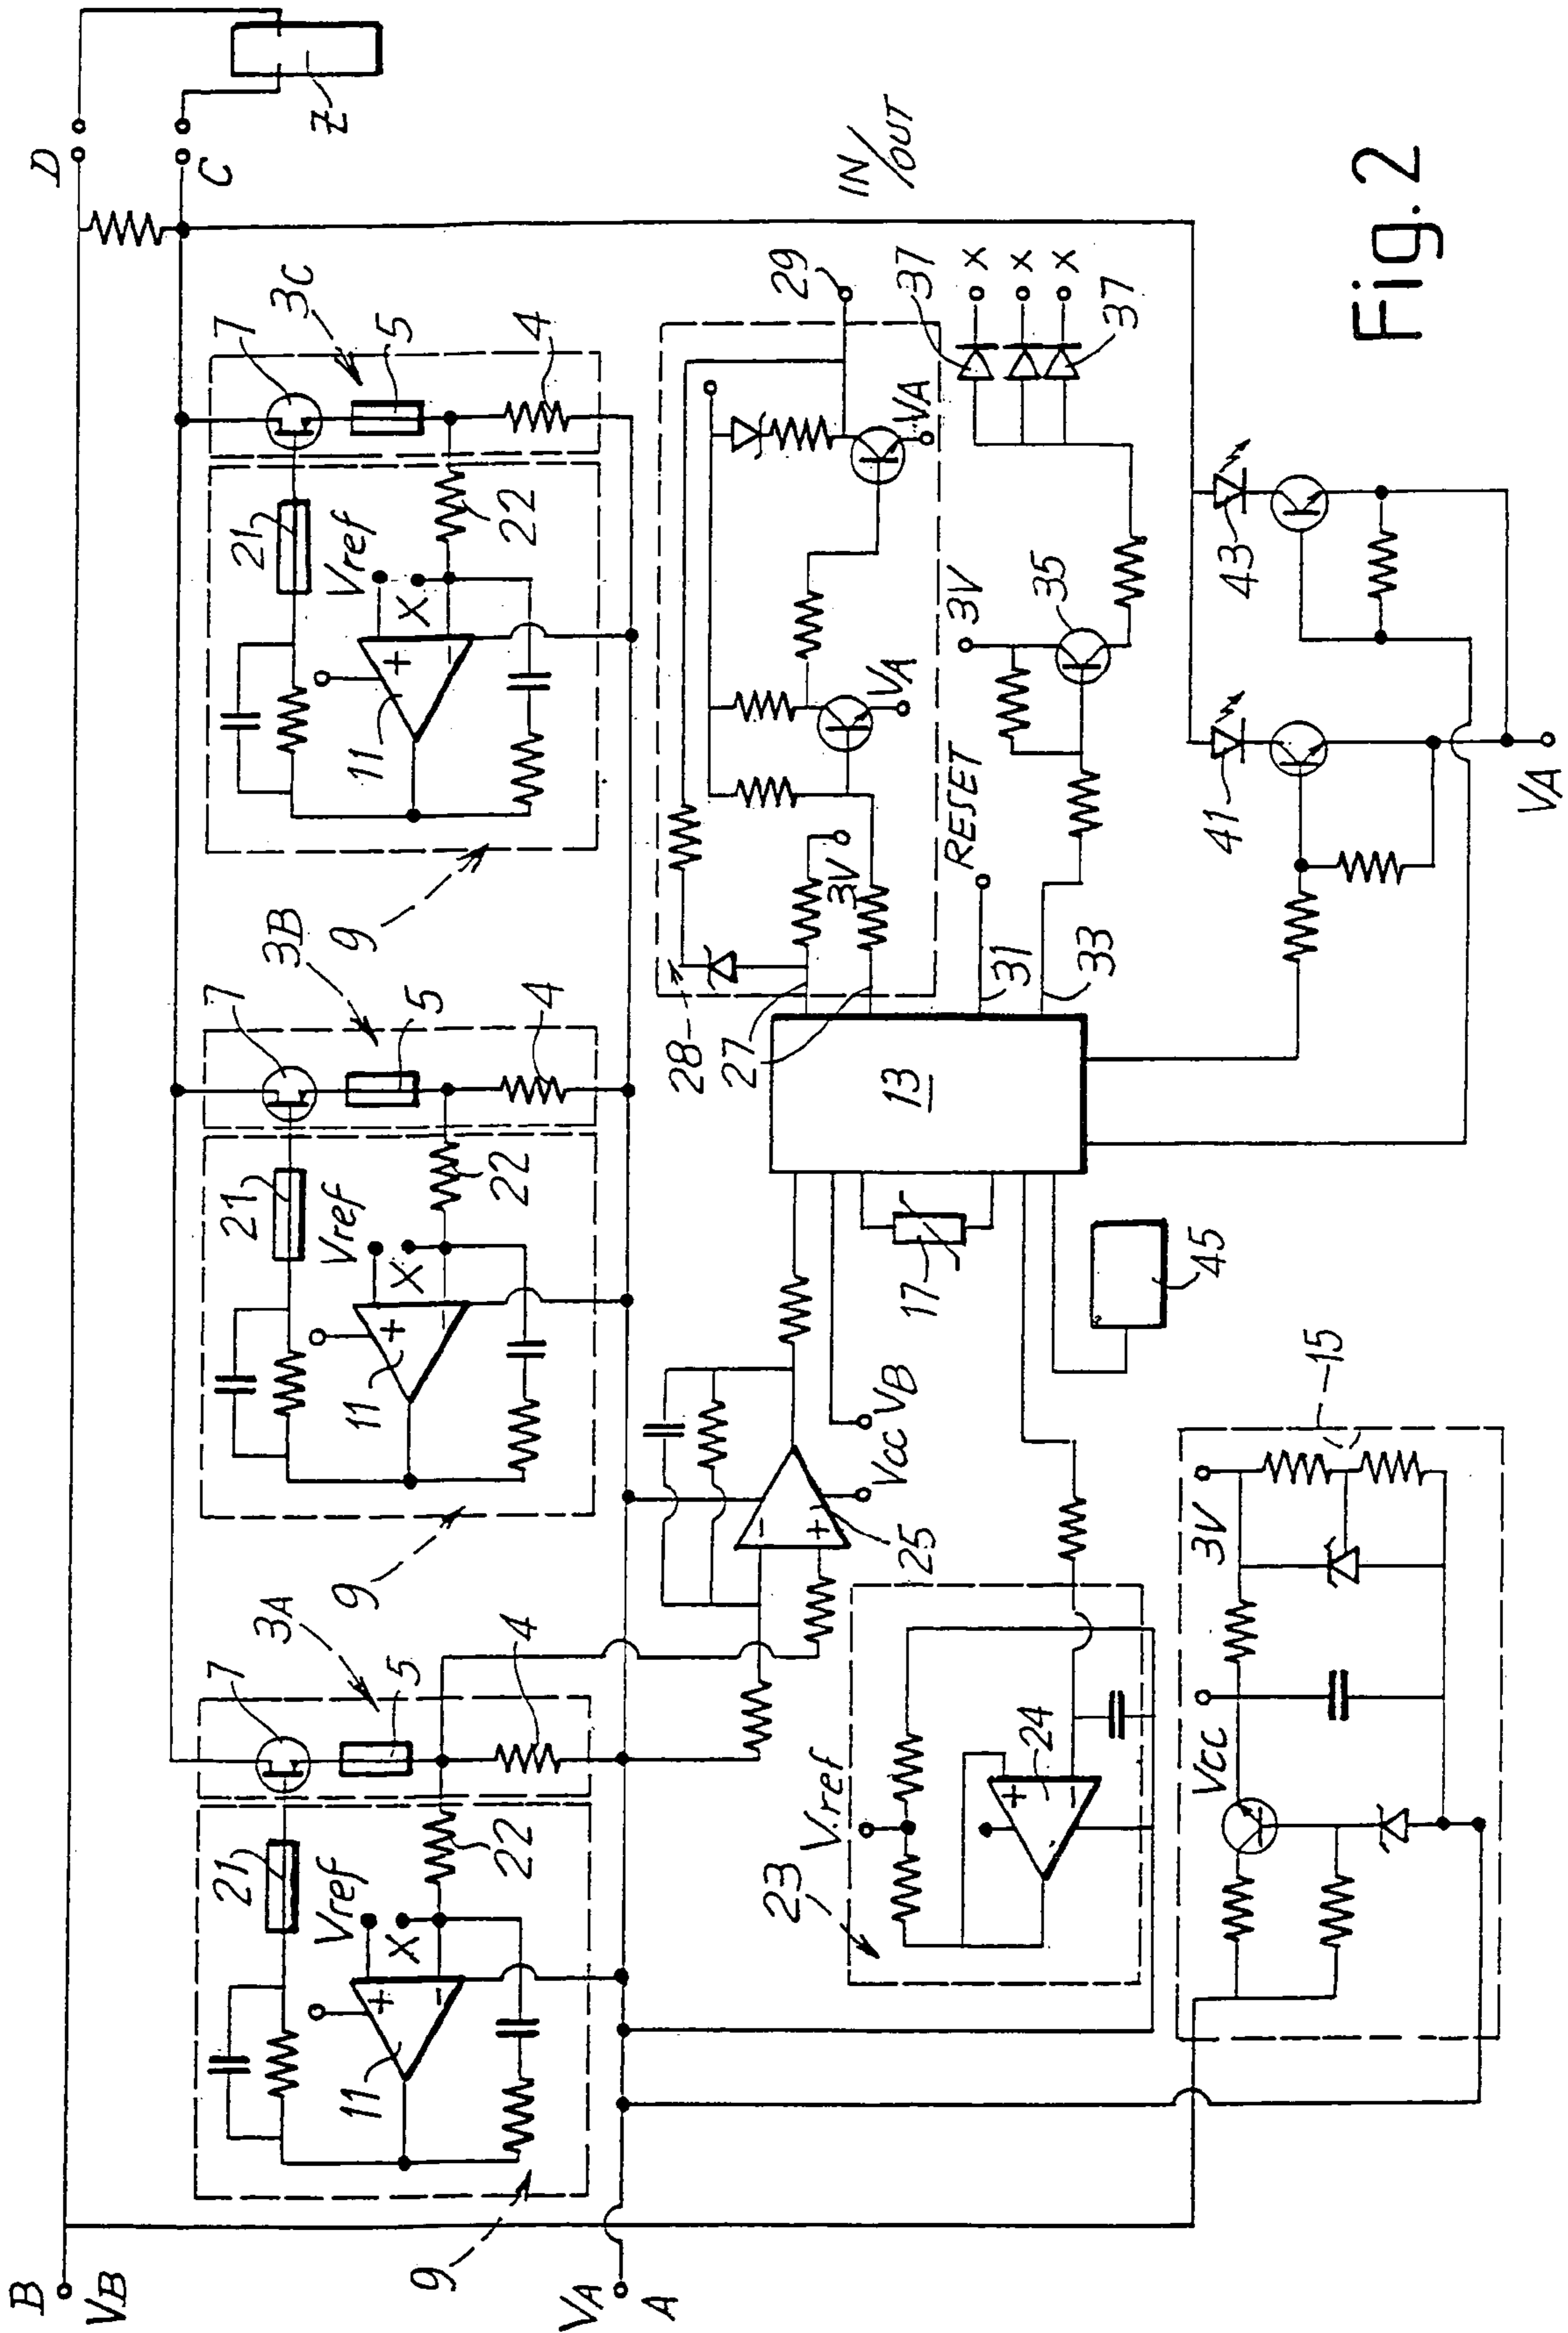 B
VB
VA
A
9
11
+
-
X
Vref
21
22
7
3A
5
4
9
11
+
-
X
Vref
21
22
7
3B
5
4
9
11
+
-
X
Vref
21
22
7
3C
5
4
D
C
Z
23
V.ref
24
+
-
25
-
+
Vcc
VB
17
13
45
28
27
3V
VA
VA
29
IN/OUT
31
RESET
33
3V
35
37
37
X
X
X
41
43
VA
Vcc
3V
15
Fig. 2